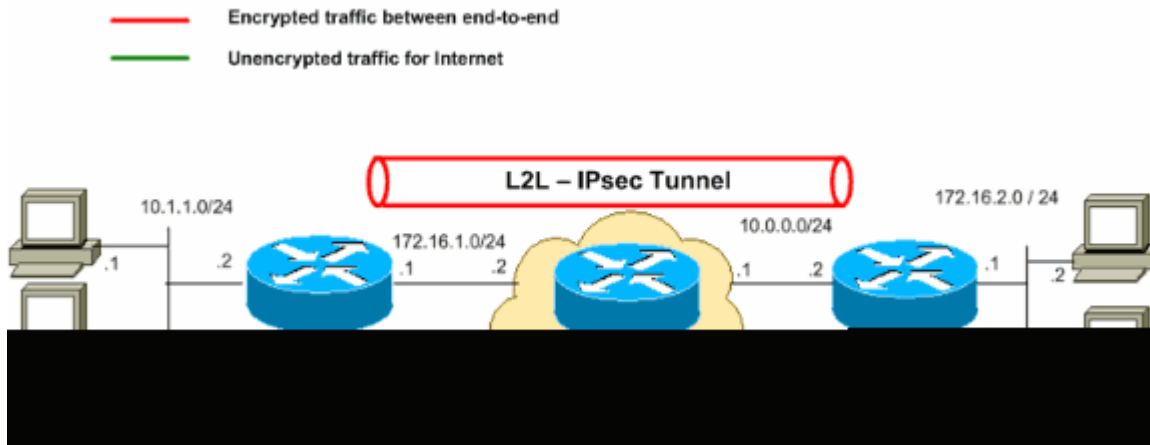 Encrypted traffic between end-to-end
Unencrypted traffic for Internet
L2L – IPsec Tunnel
10.1.1.0/24
172.16.1.0/24
10.0.0.0/24
172.16.2.0 / 24
.1
.2
.1
.2
.1
.2
.1
.2